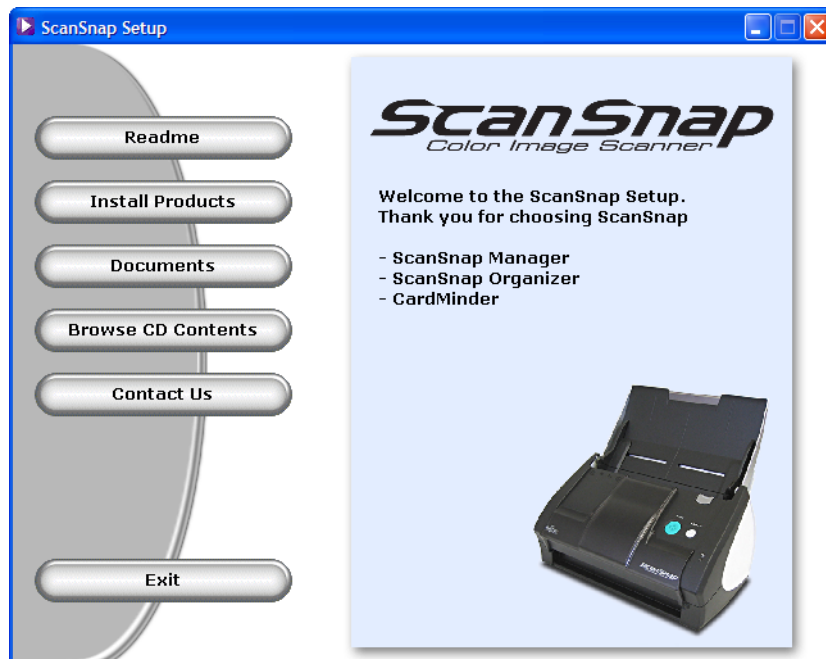 ScanSnap Setup
Readme
Install Products
Documents
Browse CD Contents
Contact Us
Exit
ScanSnap
Color Image Scanner
Welcome to the ScanSnap Setup.
Thank you for choosing ScanSnap
- ScanSnap Manager
- ScanSnap Organizer
- CardMinder
ScanSnap